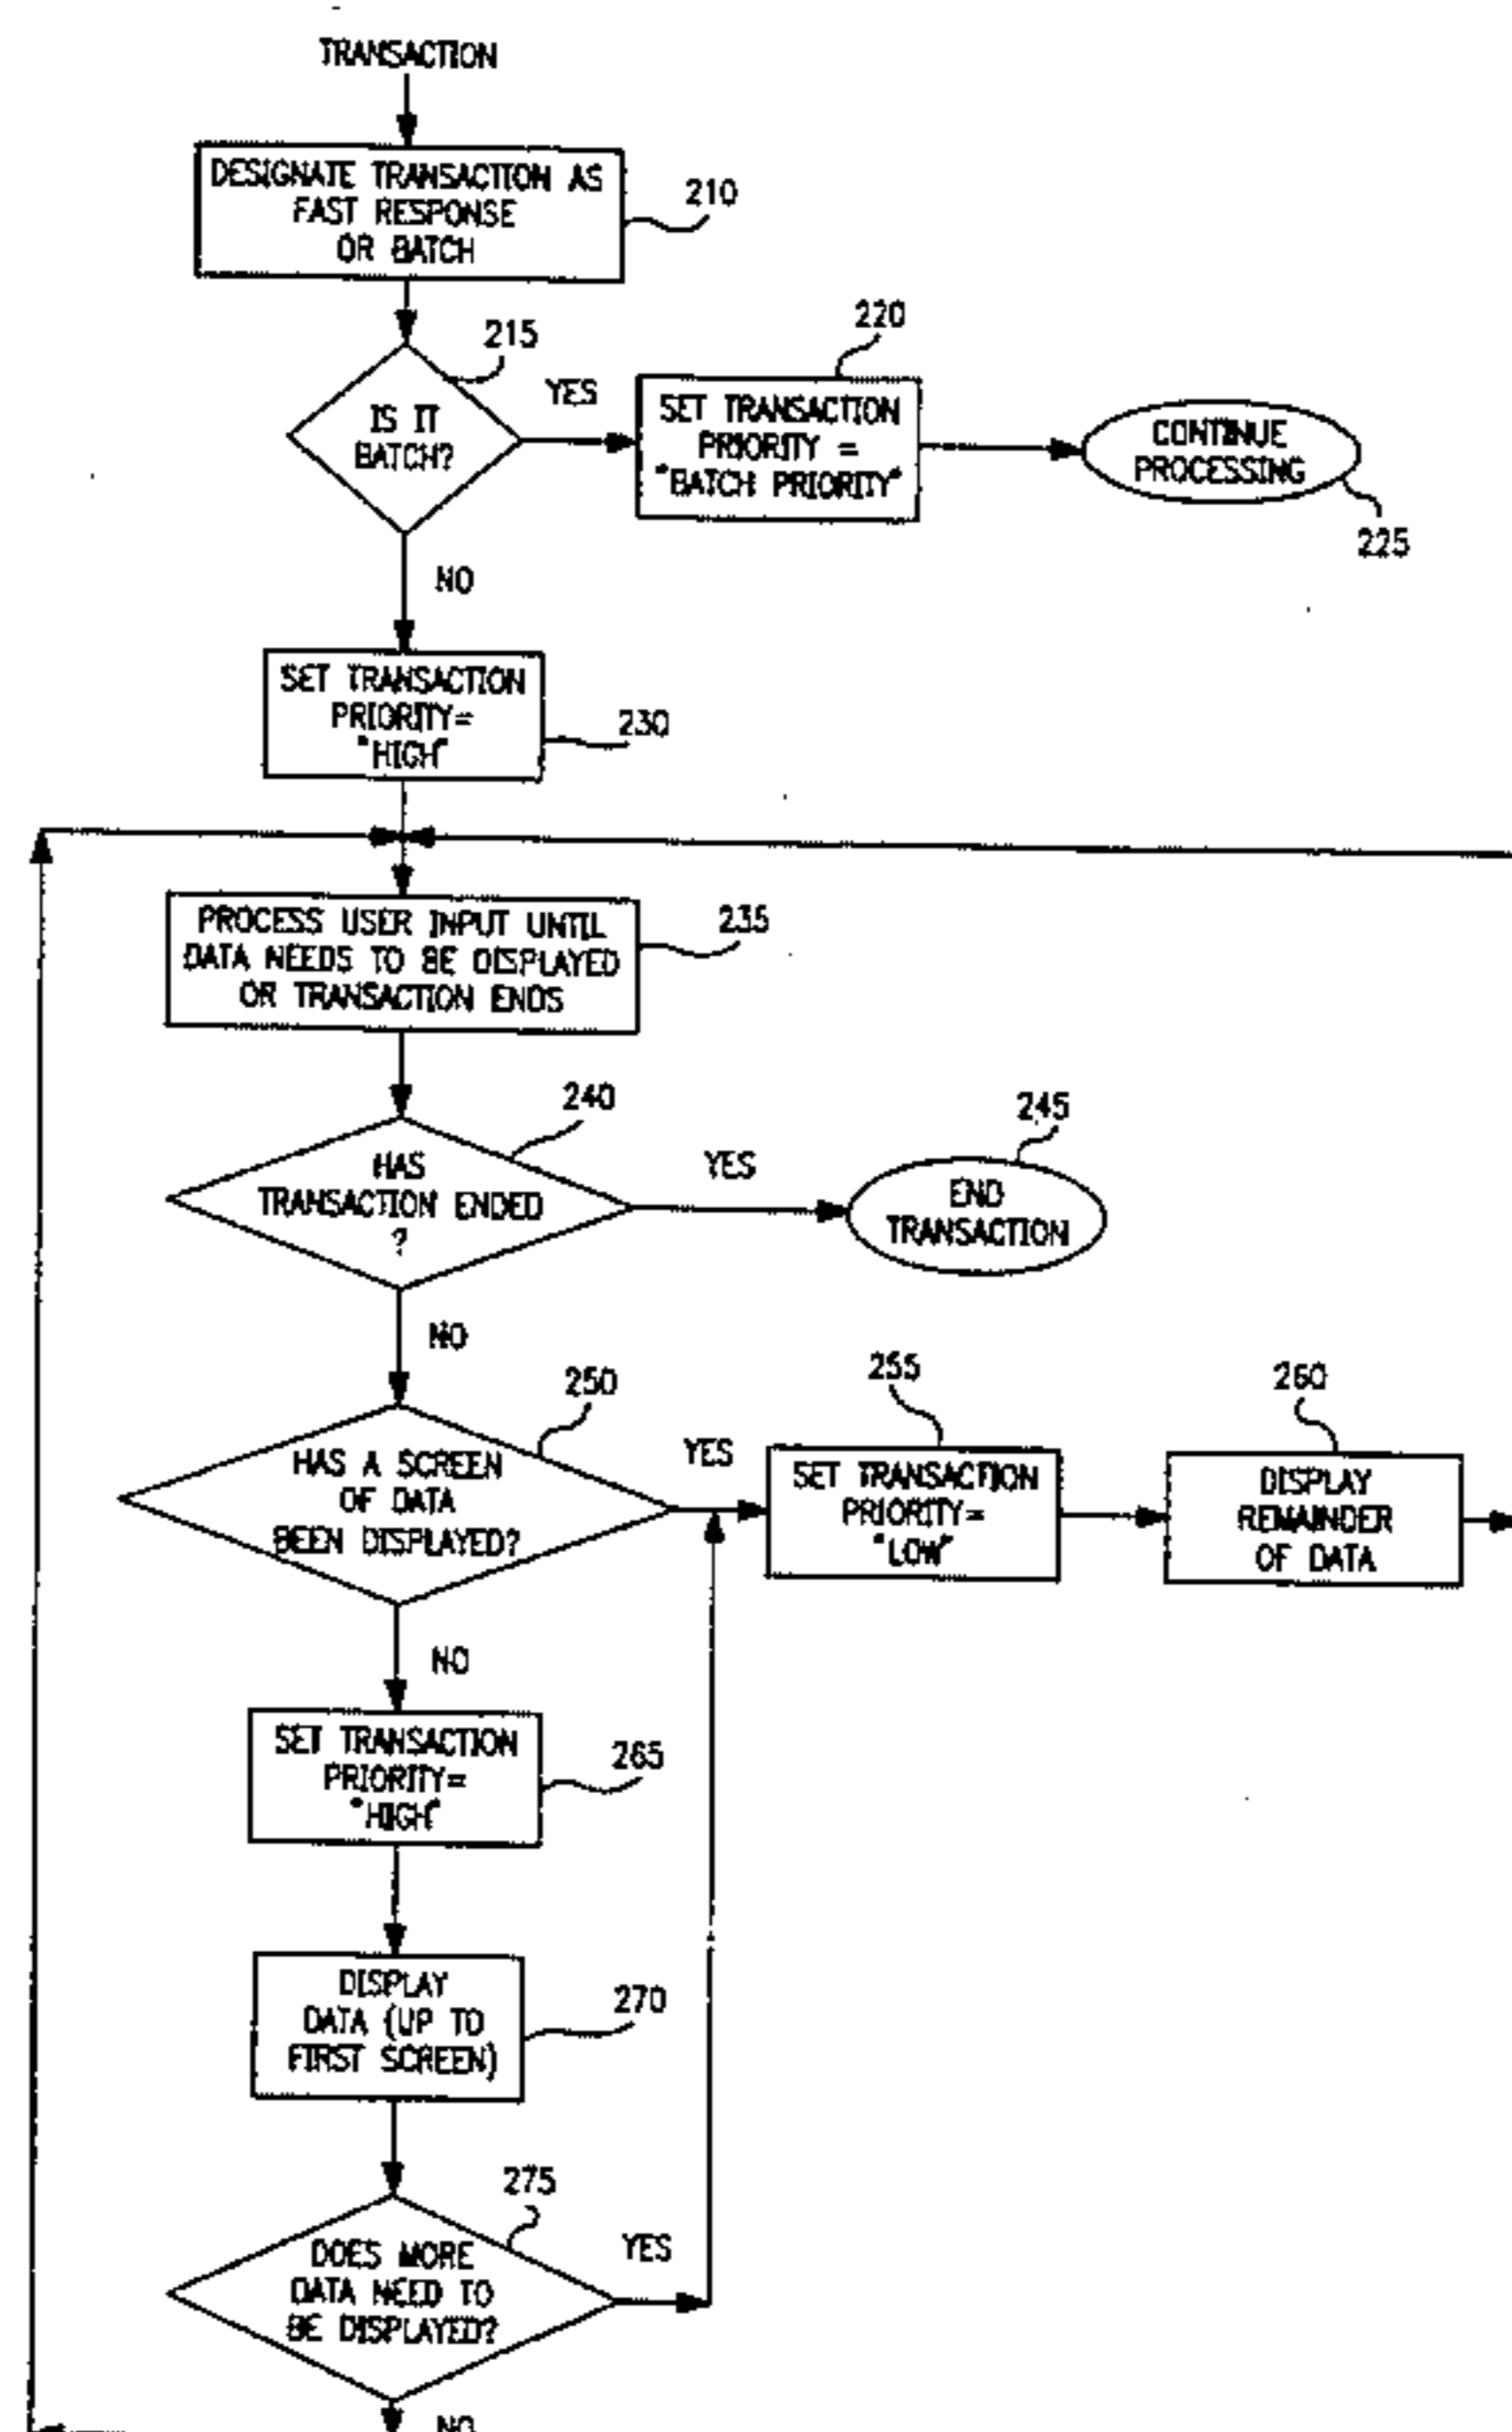 TRANSACTION
DESIGNATE TRANSACTION AS
FAST RESPONSE
OR BATCH
210
215
IS IT
BATCH?
YES
220
SET TRANSACTION
PRIORITY =
"BATCH PRIORITY"
CONTINUE
PROCESSING
225
NO
SET TRANSACTION
PRIORITY=
"HIGH"
230
PROCESS USER INPUT UNTIL
DATA NEEDS TO BE DISPLAYED
OR TRANSACTION ENDS
235
240
HAS
TRANSACTION ENDED
?
YES
245
END
TRANSACTION
NO
250
HAS A SCREEN
OF DATA
BEEN DISPLAYED?
YES
255
SET TRANSACTION
PRIORITY=
"LOW"
260
DISPLAY
REMAINDER
OF DATA
NO
SET TRANSACTION
PRIORITY=
"HIGH"
265
DISPLAY
DATA (UP TO
FIRST SCREEN)
270
275
DOES MORE
DATA NEED TO
BE DISPLAYED?
YES
NO